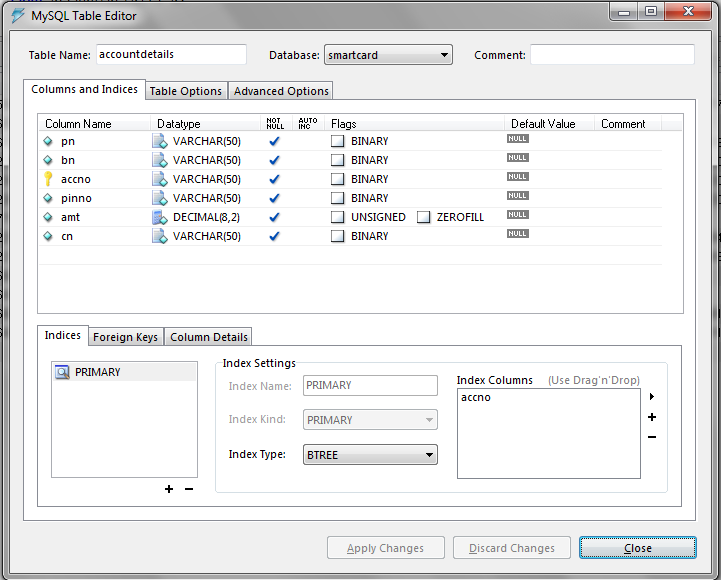 MySQL Table Editor
Table Name: accountdetails Database: smartcard Comment:
Columns and Indices Table Options Advanced Options
Column Name Datatype NOT NULL AUTO INC Flags Default Value Comment
pn VARCHAR(50) BINARY NULL
bn VARCHAR(50) BINARY NULL
accno VARCHAR(50) BINARY NULL
pinno VARCHAR(50) BINARY NULL
amt DECIMAL(8,2) UNSIGNED ZEROFILL NULL
cn VARCHAR(50) BINARY NULL
Indices Foreign Keys Column Details
PRIMARY
Index Settings
Index Name: PRIMARY
Index Kind: PRIMARY
Index Type: BTREE
Index Columns (Use Drag'n'Drop)
accno
Apply Changes Discard Changes Close